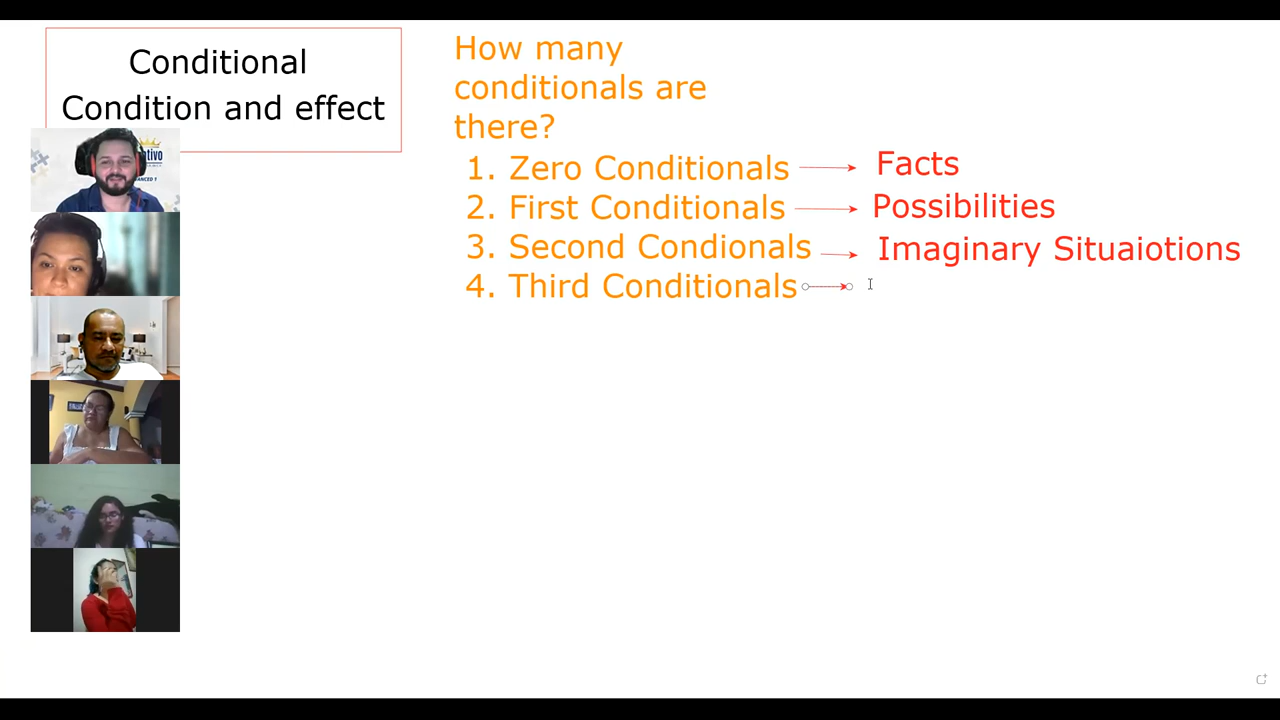 Conditional
Condition and effect
How many
conditionals are
there?
1. Zero Conditionals
Facts
2. First Conditionals
Possibilities
3. Second Condionals
Imaginary Situaiotions
4. Third Conditionals